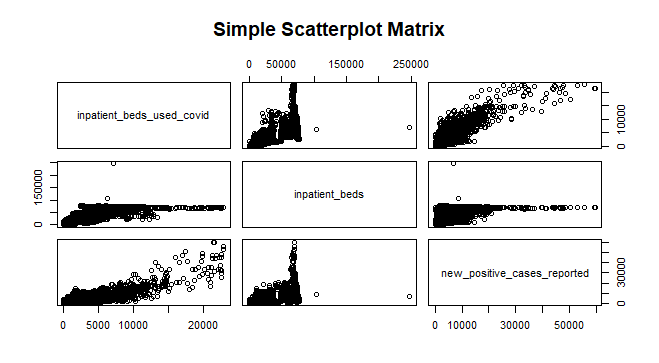 Simple Scatterplot Matrix
0 50000 150000 250000
inpatient_beds_used_covid
0 10000
0 150000
inpatient_beds
new_positive_cases_reported
0 30000
0 5000 10000 20000
0 10000 30000 50000